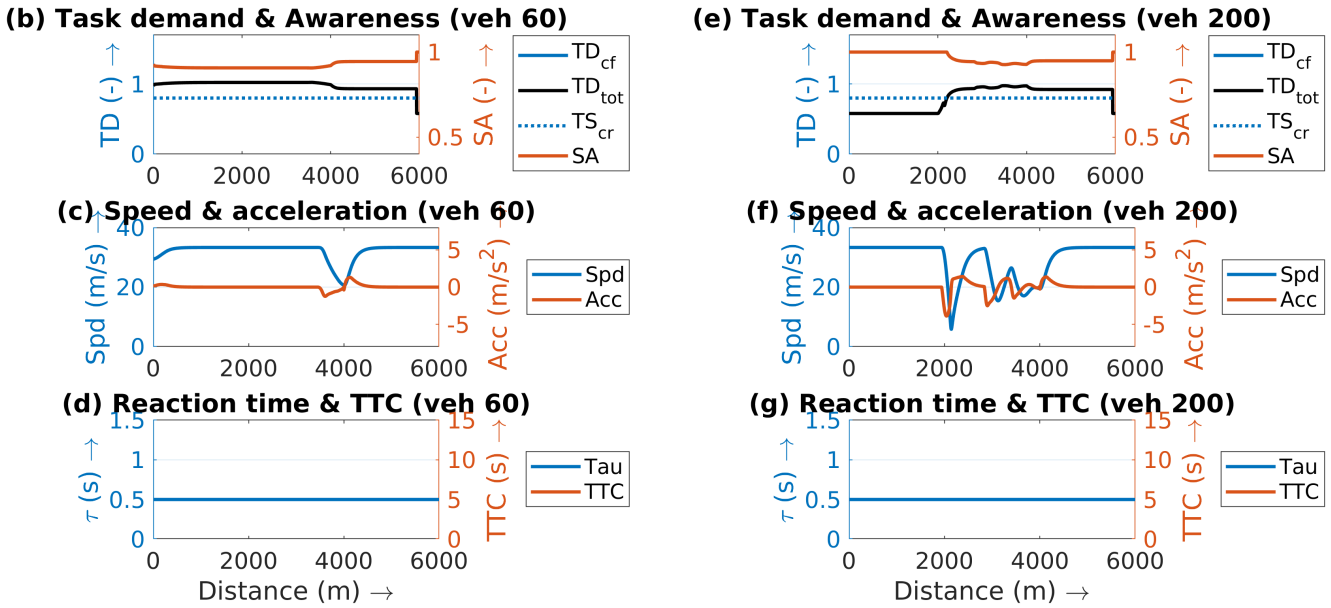 (b) Task demand & Awareness (veh 60)
TD (-) →
1
0
1
0.5
SA (-) →
0 2000 4000 6000
TD_cf
TD_tot
TS_cr
SA
(c) Speed & acceleration (veh 60)
Spd (m/s) →
40
20
0
5
0
-5
Acc (m/s²) →
0 2000 4000 6000
Spd
Acc
(d) Reaction time & TTC (veh 60)
τ (s) →
1.5
1
0.5
0
15
10
5
0
TTC (s) →
0 2000 4000 6000
Distance (m) →
Tau
TTC
(e) Task demand & Awareness (veh 200)
TD (-) →
1
0
1
0.5
SA (-) →
0 2000 4000 6000
TD_cf
TD_tot
TS_cr
SA
(f) Speed & acceleration (veh 200)
Spd (m/s) →
40
20
0
5
0
-5
Acc (m/s²) →
0 2000 4000 6000
Spd
Acc
(g) Reaction time & TTC (veh 200)
τ (s) →
1.5
1
0.5
0
15
10
5
0
TTC (s) →
0 2000 4000 6000
Distance (m) →
Tau
TTC